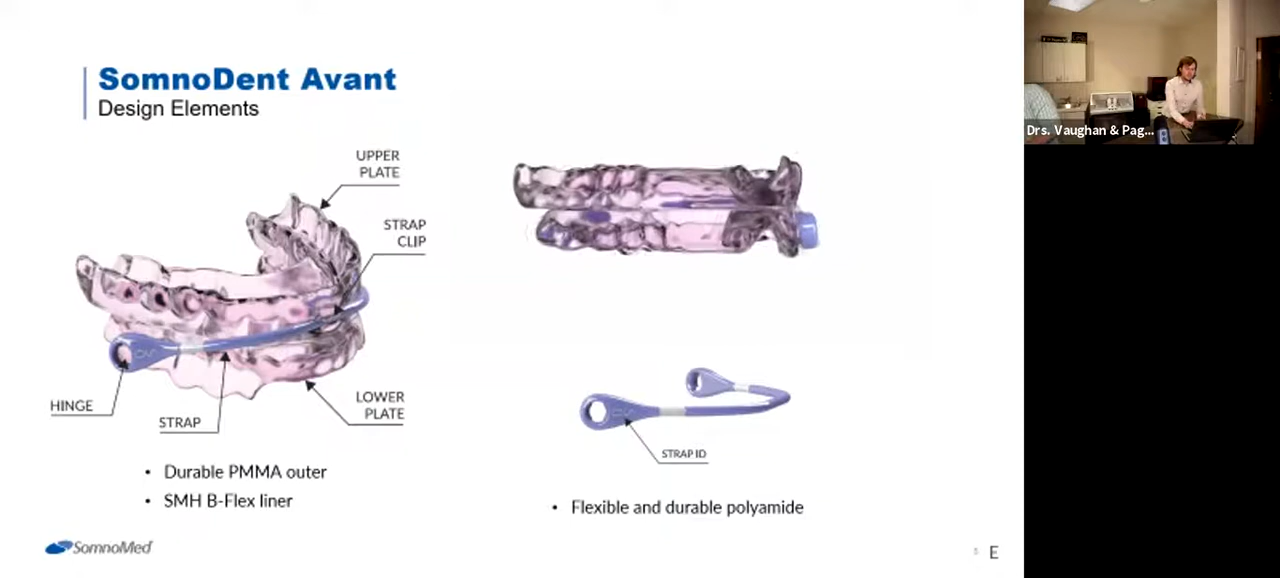 SomnoDent Avant
Design Elements
UPPER
PLATE
STRAP
CLIP
HINGE
STRAP
LOWER
PLATE
• Durable PMMA outer
• SMH B-Flex liner
STRAP ID
• Flexible and durable polyamide
SomnoMed
E
Drs. Vaughan & Pag...